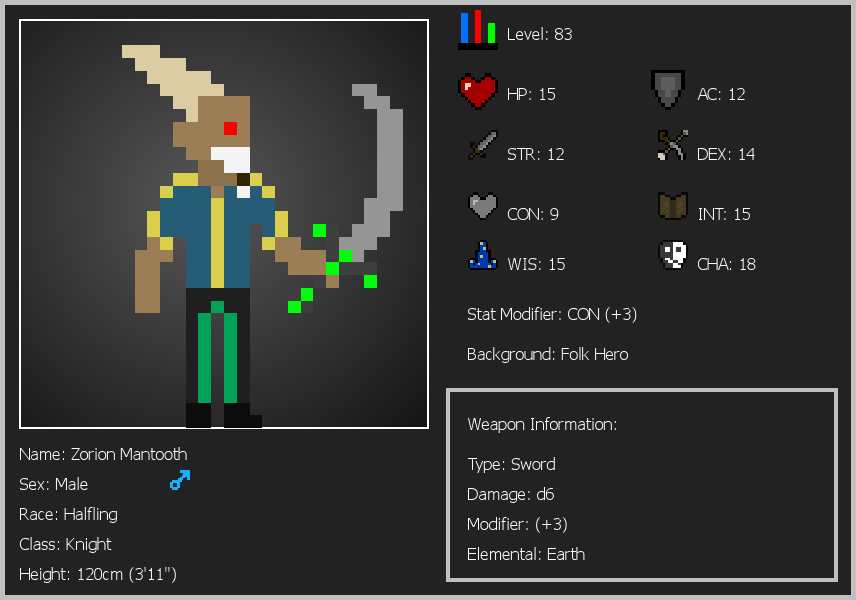 Level: 83
HP: 15
AC: 12
STR: 12
DEX: 14
CON: 9
INT: 15
WIS: 15
CHA: 18
Stat Modifier: CON (+3)
Background: Folk Hero
Weapon Information:
Type: Sword
Damage: d6
Modifier: (+3)
Elemental: Earth
Name: Zorion Mantooth
Sex: Male
Race: Halfling
Class: Knight
Height: 120cm (3'11")